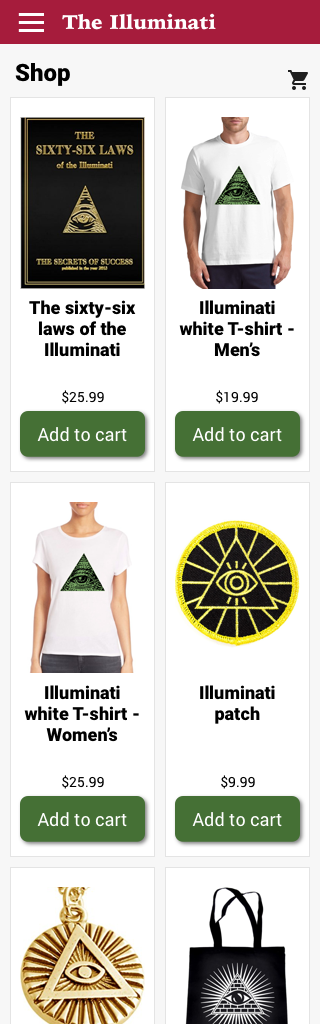 The Illuminati
Shop
THE
SIXTY-SIX LAWS
of the Illuminati
THE SECRETS OF SUCCESS
published in the year 2013
The sixty-six
laws of the
Illuminati
$25.99
Add to cart
Illuminati
white T-shirt -
Men’s
$19.99
Add to cart
Illuminati
white T-shirt -
Women’s
$25.99
Add to cart
Illuminati
patch
$9.99
Add to cart